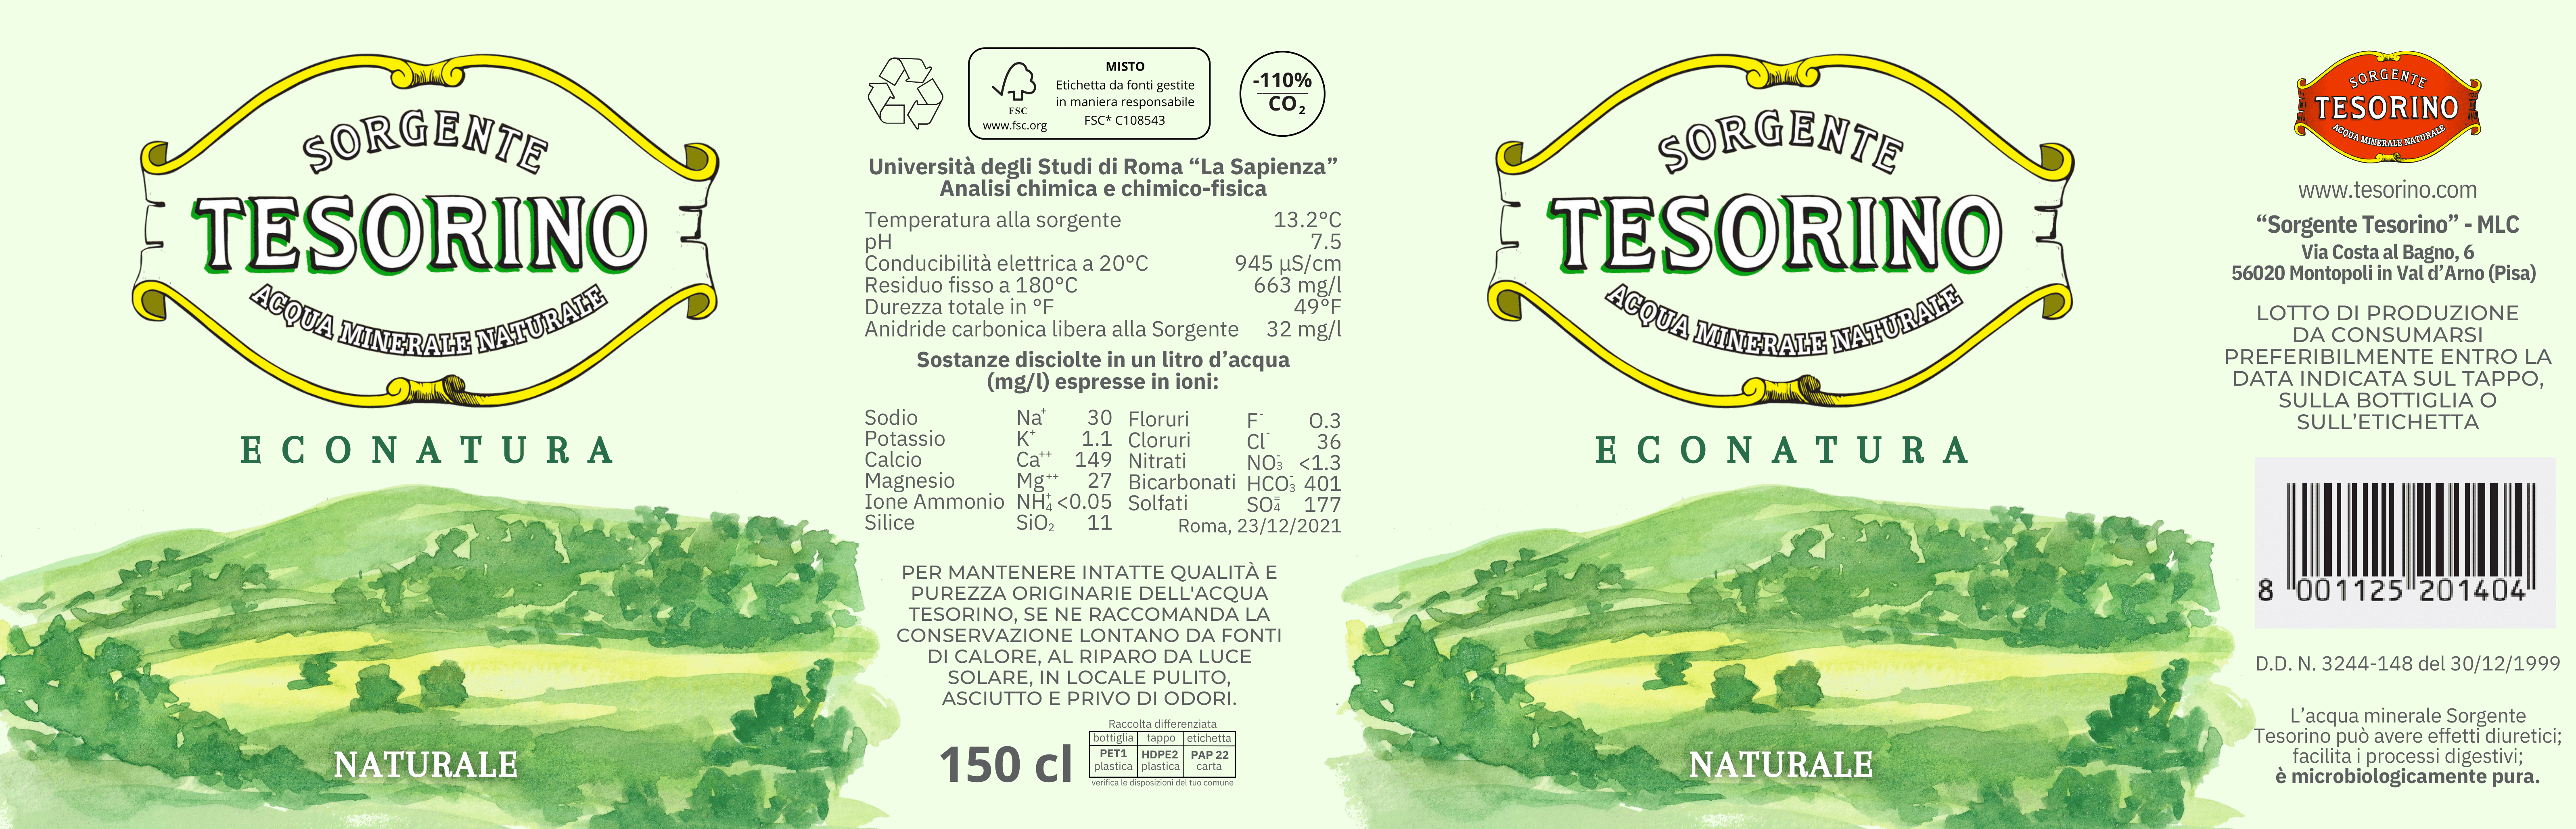 SORGENTE
TESORINO
ACQUA MINERALE NATURALE
ECONATURA
NATURALE
FSC
www.fsc.org
MISTO
Etichetta da fonti gestite
in maniera responsabile
FSC* C108543
-110%
CO2
Università degli Studi di Roma “La Sapienza”
Analisi chimica e chimico-fisica
Temperatura alla sorgente 13.2°C
pH 7.5
Conducibilità elettrica a 20°C 945 µS/cm
Residuo fisso a 180°C 663 mg/l
Durezza totale in °F 49°F
Anidride carbonica libera alla Sorgente 32 mg/l
Sostanze disciolte in un litro d’acqua
(mg/l) espresse in ioni:
Sodio Na⁺ 30
Potassio K⁺ 1.1
Calcio Ca⁺⁺ 149
Magnesio Mg⁺⁺ 27
Ione Ammonio NH₄⁺ <0.05
Silice SiO₂ 11
Floruri F⁻ 0.3
Cloruri Cl⁻ 36
Nitrati NO₃⁻ <1.3
Bicarbonati HCO₃⁻ 401
Solfati SO₄⁼ 177
Roma, 23/12/2021
PER MANTENERE INTATTE QUALITÀ E
PUREZZA ORIGINARIE DELL'ACQUA
TESORINO, SE NE RACCOMANDA LA
CONSERVAZIONE LONTANO DA FONTI
DI CALORE, AL RIPARO DA LUCE
SOLARE, IN LOCALE PULITO,
ASCIUTTO E PRIVO DI ODORI.
150 cl
Raccolta differenziata
bottiglia tappo etichetta
PET1 HDPE2 PAP 22
plastica plastica carta
verifica le disposizioni del tuo comune
SORGENTE
TESORINO
ACQUA MINERALE NATURALE
ECONATURA
NATURALE
SORGENTE
TESORINO
ACQUA MINERALE NATURALE
www.tesorino.com
“Sorgente Tesorino” - MLC
Via Costa al Bagno, 6
56020 Montopoli in Val d’Arno (Pisa)
LOTTO DI PRODUZIONE
DA CONSUMARSI
PREFERIBILMENTE ENTRO LA
DATA INDICATA SUL TAPPO,
SULLA BOTTIGLIA O
SULL’ETICHETTA
8 001125 201404
D.D. N. 3244-148 del 30/12/1999
L’acqua minerale Sorgente
Tesorino può avere effetti diuretici;
facilita i processi digestivi;
è microbiologicamente pura.